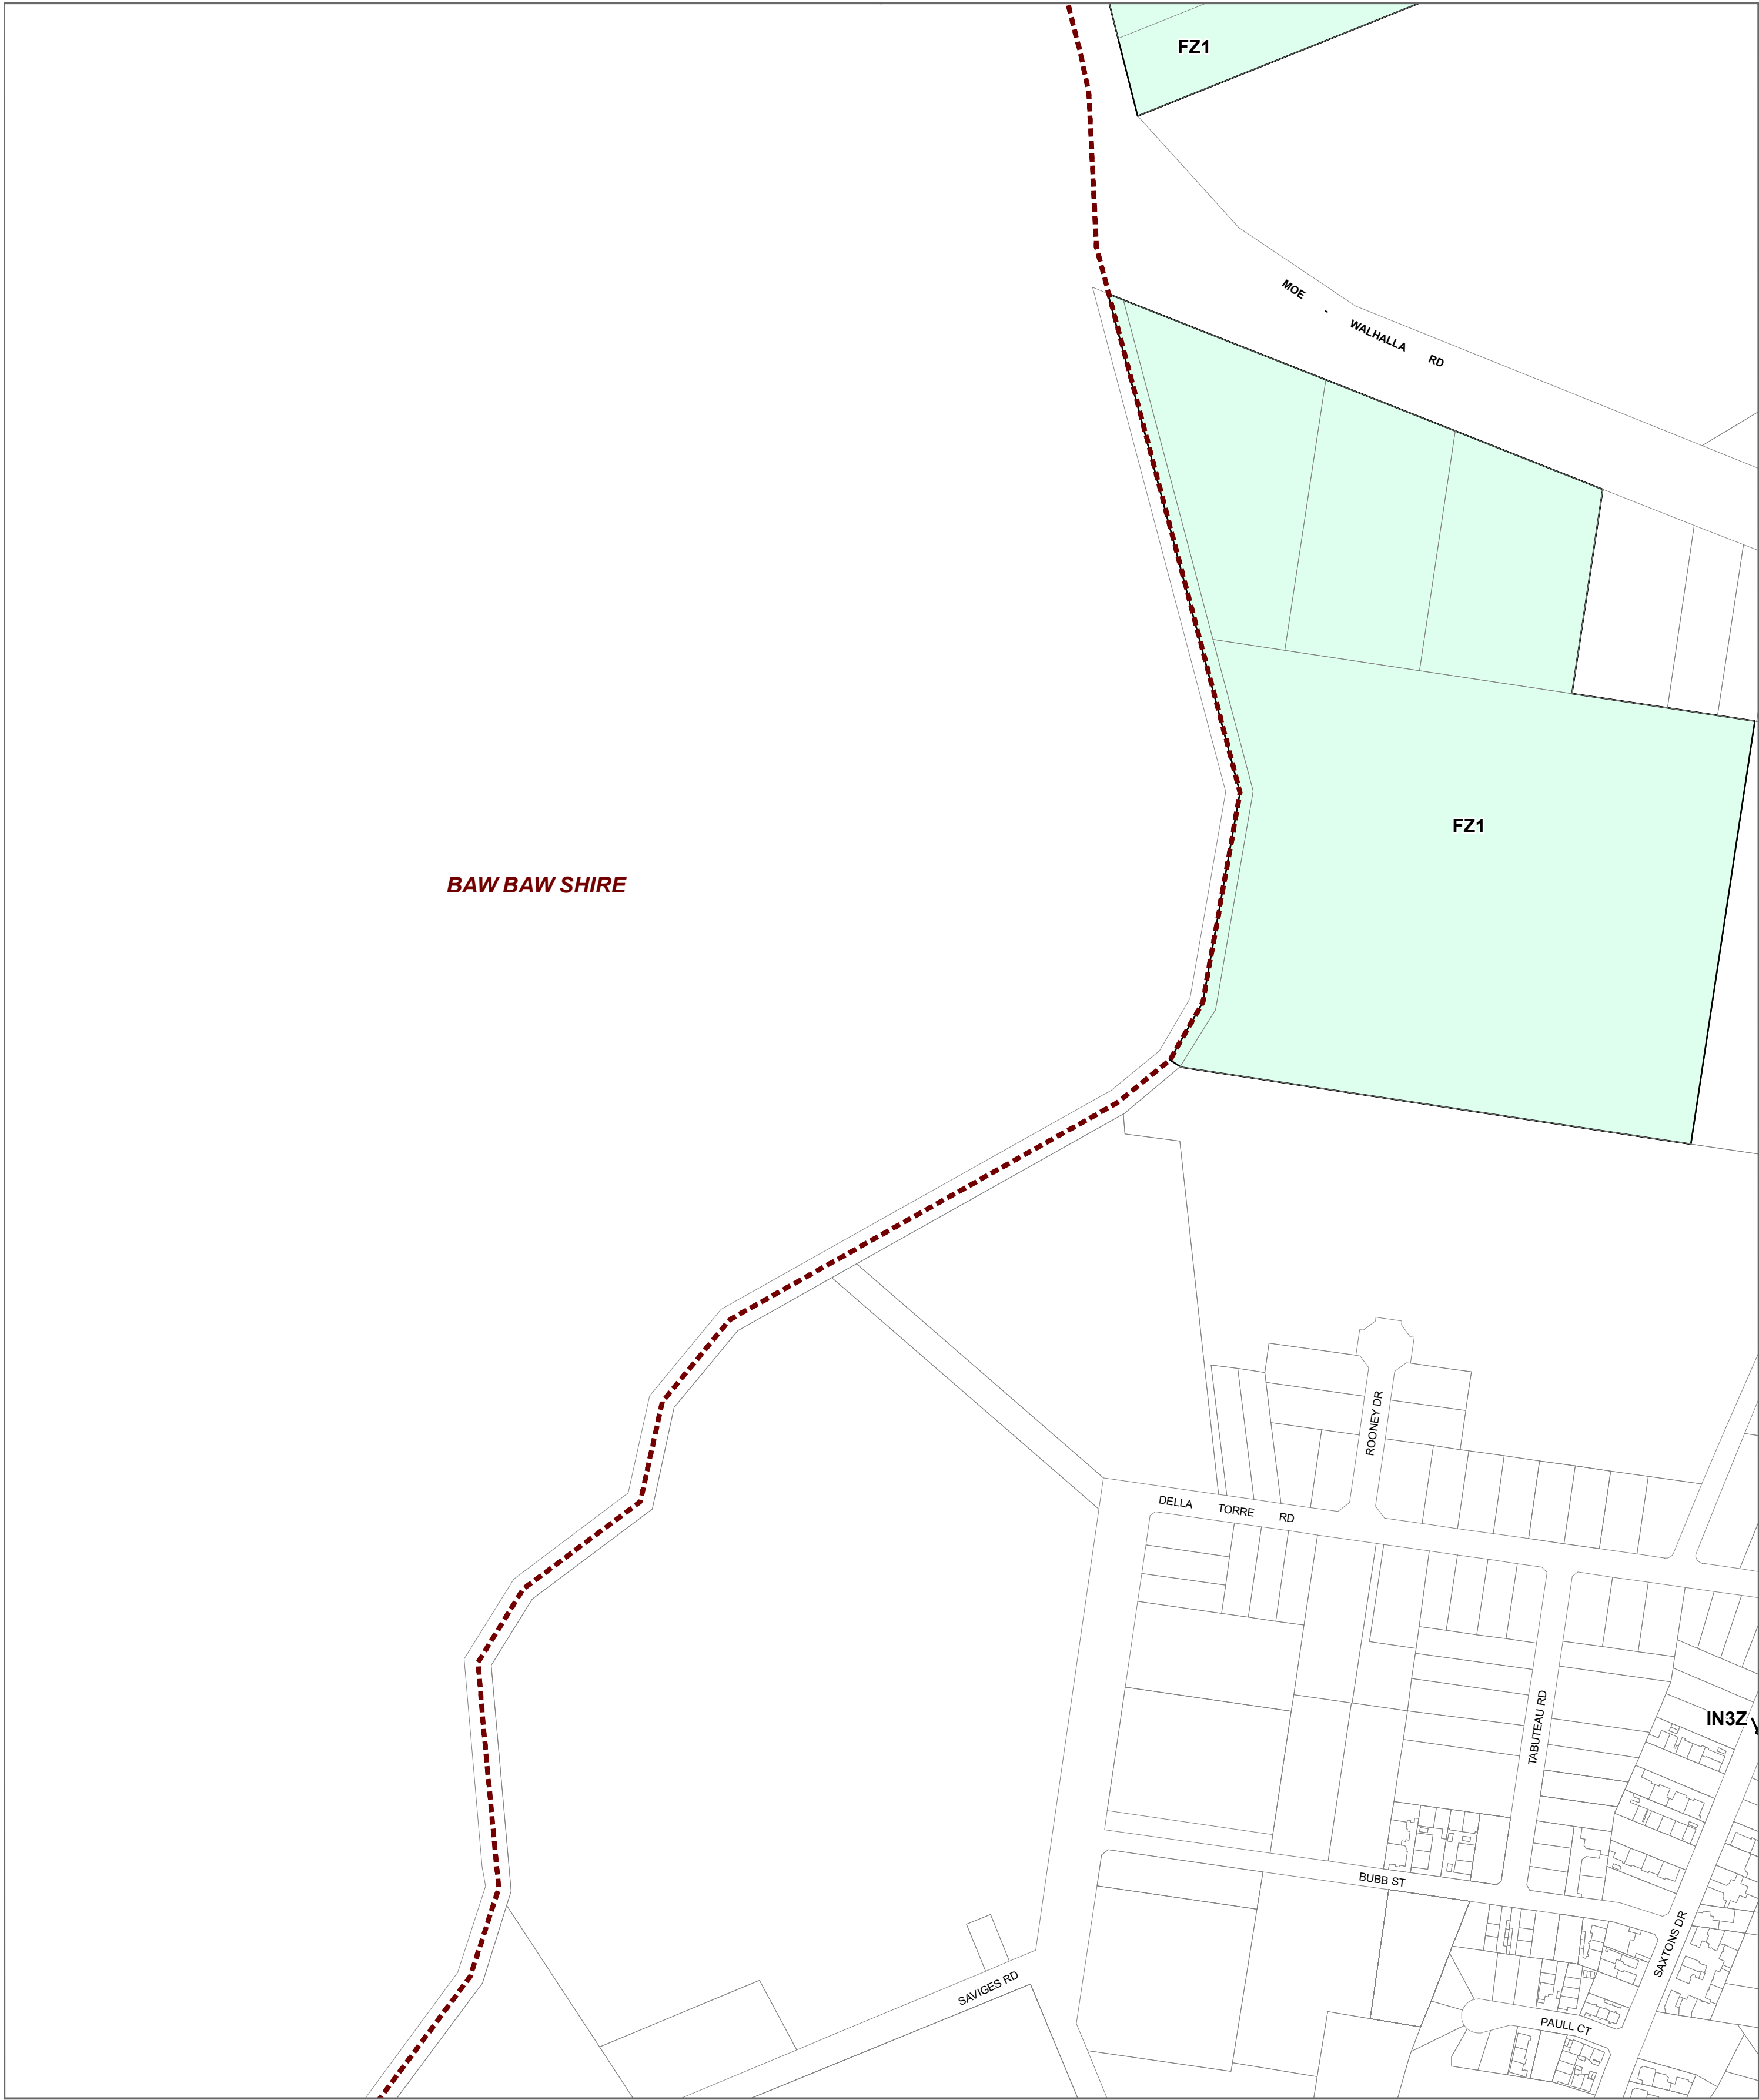 FZ1
MOE - WALHALLA RD
FZ1
BAW BAW SHIRE
ROONEY DR
DELLA TORRE RD
TABUTEAU RD
IN3Z
BUBB ST
SAXTONS DR
SAVIGES RD
PAULL CT